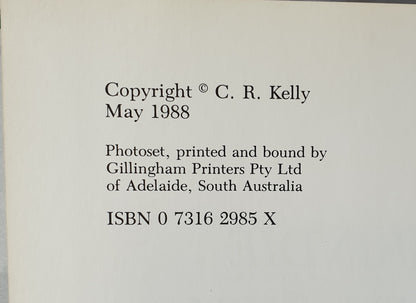 Copyright © C. R. Kelly
May 1988
Photoset, printed and bound by
Gillingham Printers Pty Ltd
of Adelaide, South Australia
ISBN 0 7316 2985 X